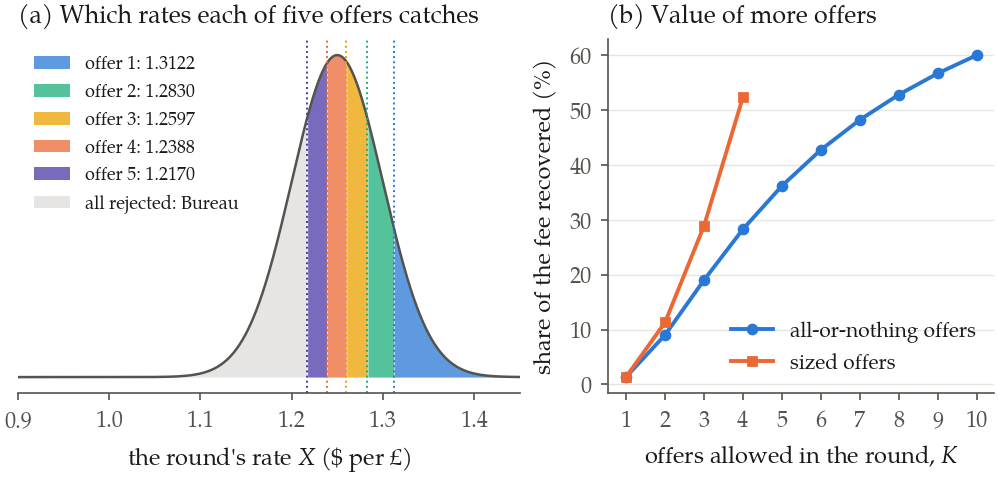 (a) Which rates each of five offers catches
offer 1: 1.3122
offer 2: 1.2830
offer 3: 1.2597
offer 4: 1.2388
offer 5: 1.2170
all rejected: Bureau
0.9 1.0 1.1 1.2 1.3 1.4
the round's rate X ($ per £)
(b) Value of more offers
share of the fee recovered (%)
60
50
40
30
20
10
0
all-or-nothing offers
sized offers
1 2 3 4 5 6 7 8 9 10
offers allowed in the round, K